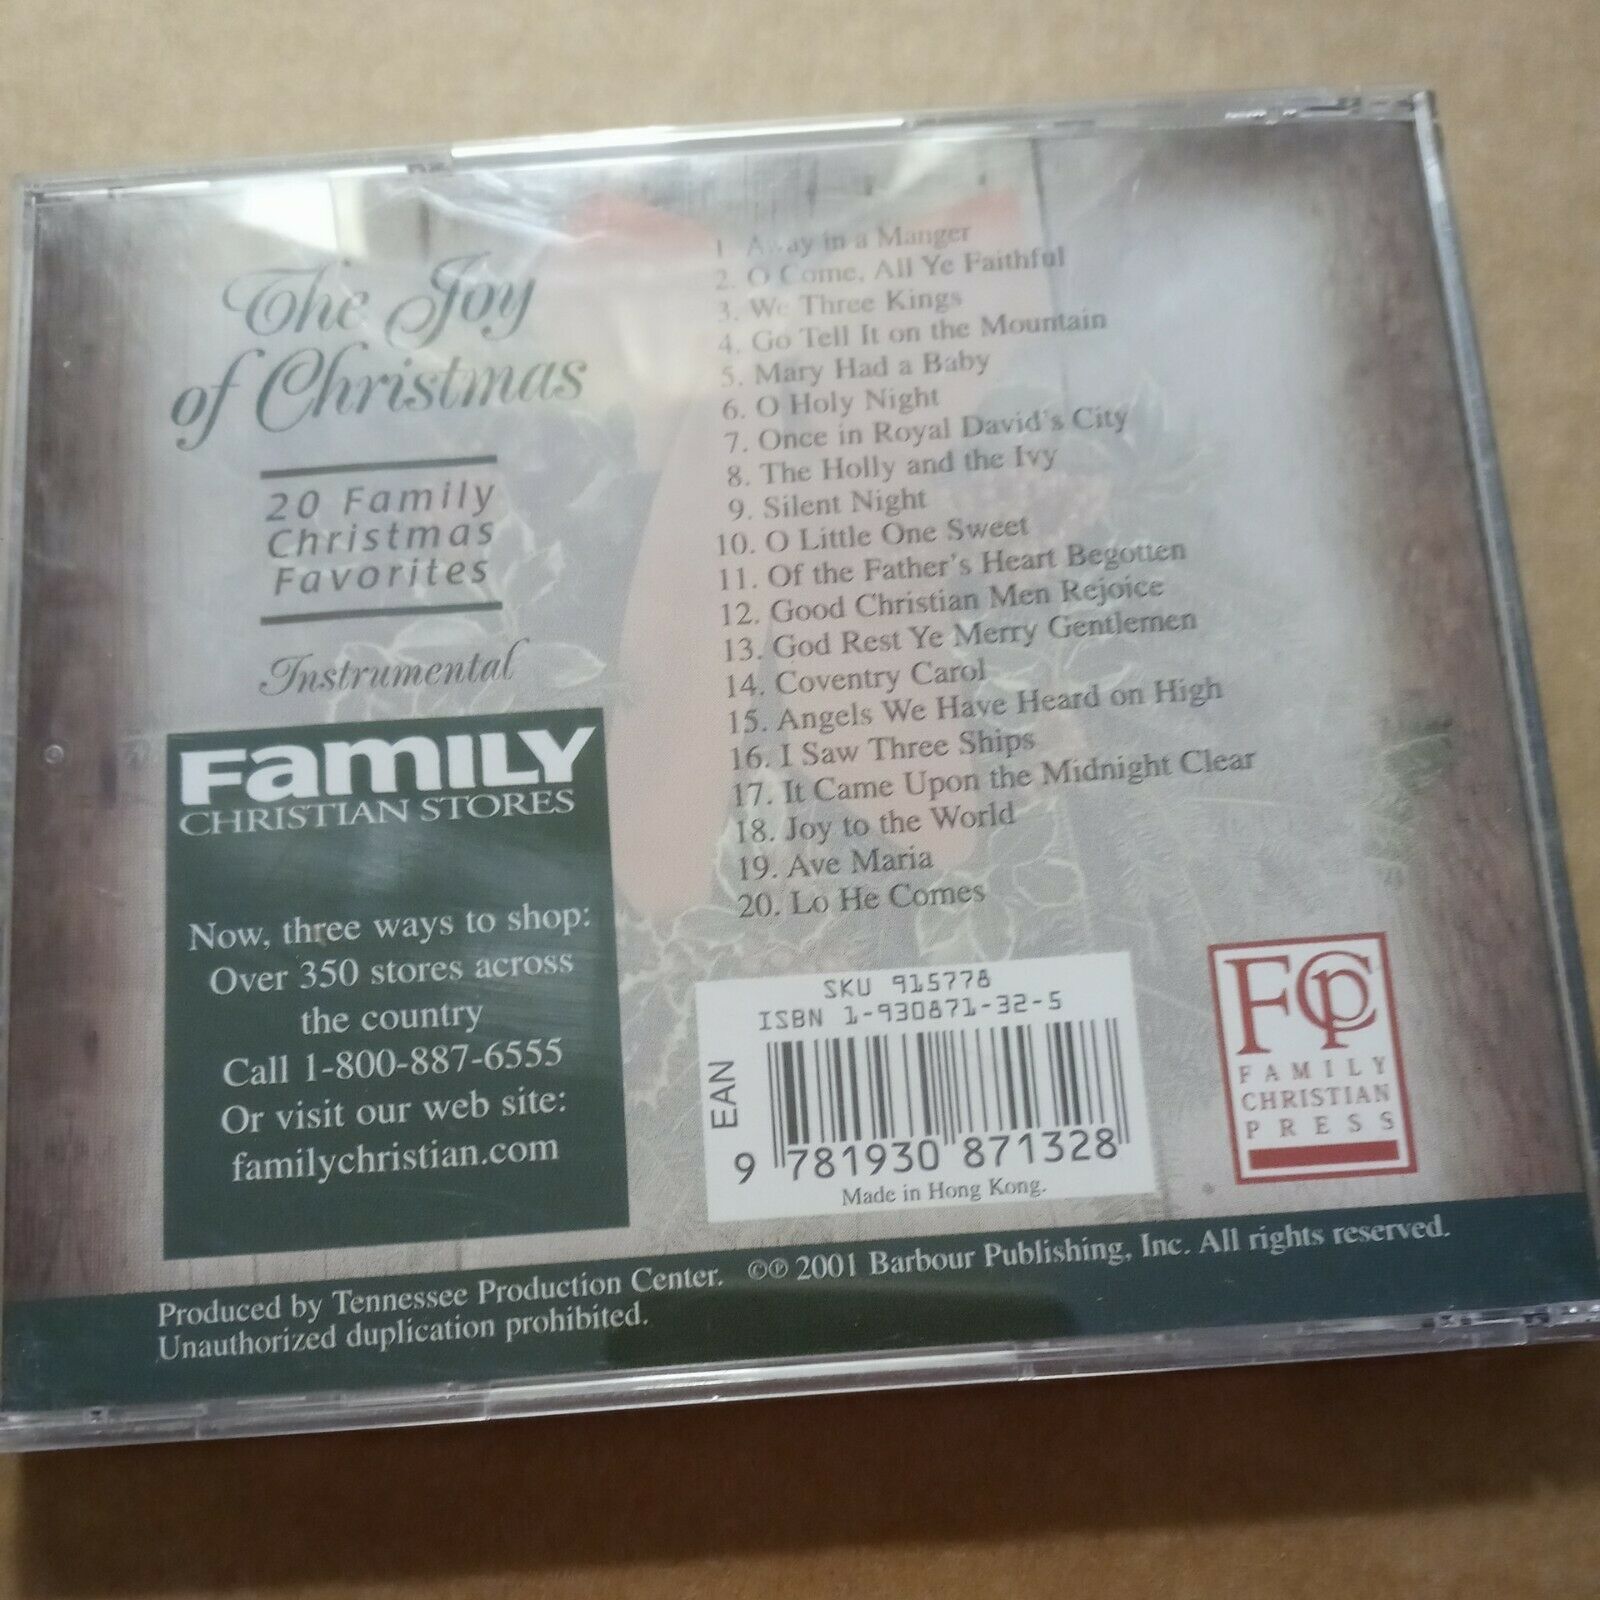 The Joy
of Christmas
20 Family
Christmas
Favorites
Instrumental
1. Away in a Manger
2. O Come, All Ye Faithful
3. We Three Kings
4. Go Tell It on the Mountain
5. Mary Had a Baby
6. O Holy Night
7. Once in Royal David's City
8. The Holly and the Ivy
9. Silent Night
10. O Little One Sweet
11. Of the Father's Heart Begotten
12. Good Christian Men Rejoice
13. God Rest Ye Merry Gentlemen
14. Coventry Carol
15. Angels We Have Heard on High
16. I Saw Three Ships
17. It Came Upon the Midnight Clear
18. Joy to the World
19. Ave Maria
20. Lo He Comes
FamILY
CHRISTIAN STORES
Now, three ways to shop:
Over 350 stores across
the country
Call 1-800-887-6555
Or visit our web site:
familychristian.com
SKU 915778
ISBN 1-930871-32-5
EAN
9 781930 871328
Made in Hong Kong.
FCP
FAMILY
CHRISTIAN
PRESS
Produced by Tennessee Production Center. ©℗ 2001 Barbour Publishing, Inc. All rights reserved.
Unauthorized duplication prohibited.